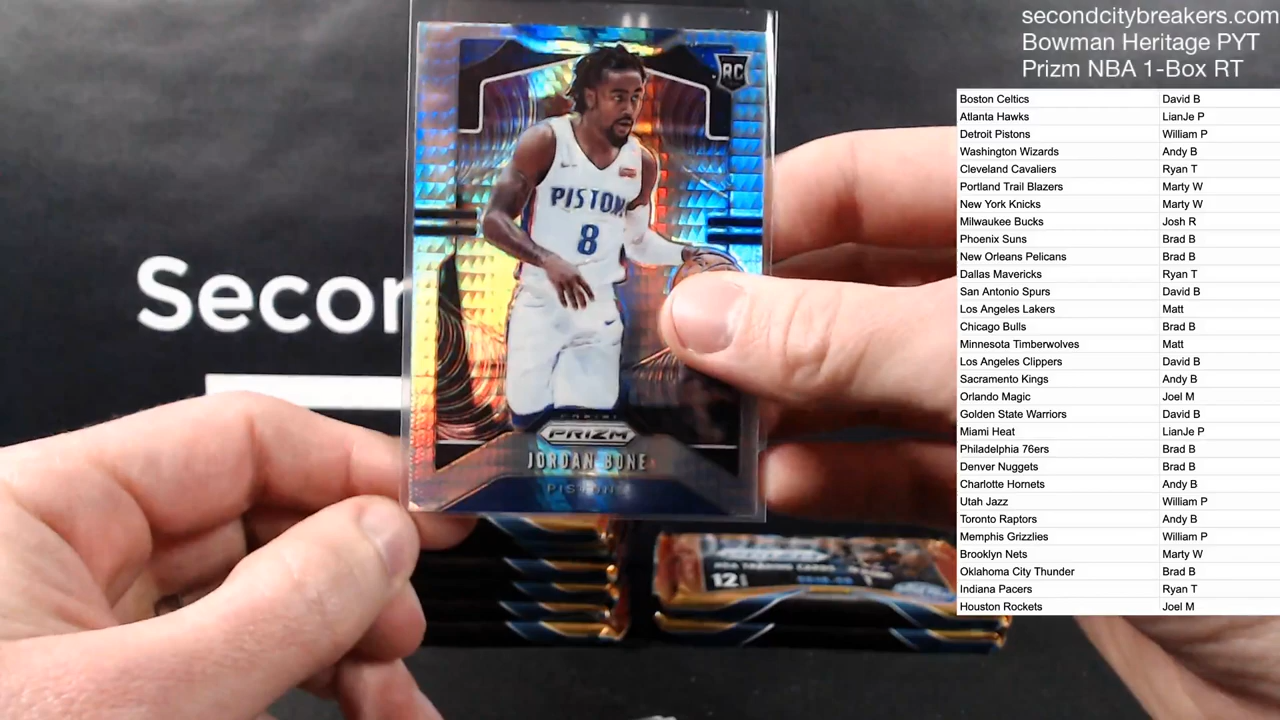 secondcitybreakers.com
Bowman Heritage PYT
Prizm NBA 1-Box RT
Boston Celtics David B
Atlanta Hawks LianJe P
Detroit Pistons William P
Washington Wizards Andy B
Cleveland Cavaliers Ryan T
Portland Trail Blazers Marty W
New York Knicks Marty W
Milwaukee Bucks Josh R
Phoenix Suns Brad B
New Orleans Pelicans Brad B
Dallas Mavericks Ryan T
San Antonio Spurs David B
Los Angeles Lakers Matt
Chicago Bulls Brad B
Minnesota Timberwolves Matt
Los Angeles Clippers David B
Sacramento Kings Andy B
Orlando Magic Joel M
Golden State Warriors David B
Miami Heat LianJe P
Philadelphia 76ers Brad B
Denver Nuggets Brad B
Charlotte Hornets Andy B
Utah Jazz William P
Toronto Raptors Andy B
Memphis Grizzlies William P
Brooklyn Nets Marty W
Oklahoma City Thunder Brad B
Indiana Pacers Ryan T
Houston Rockets Joel M
RC
PISTON
8
PANINI
PRIZM
JORDAN BONE
PISTONS
Secon
NBA TRADING CARDS
12